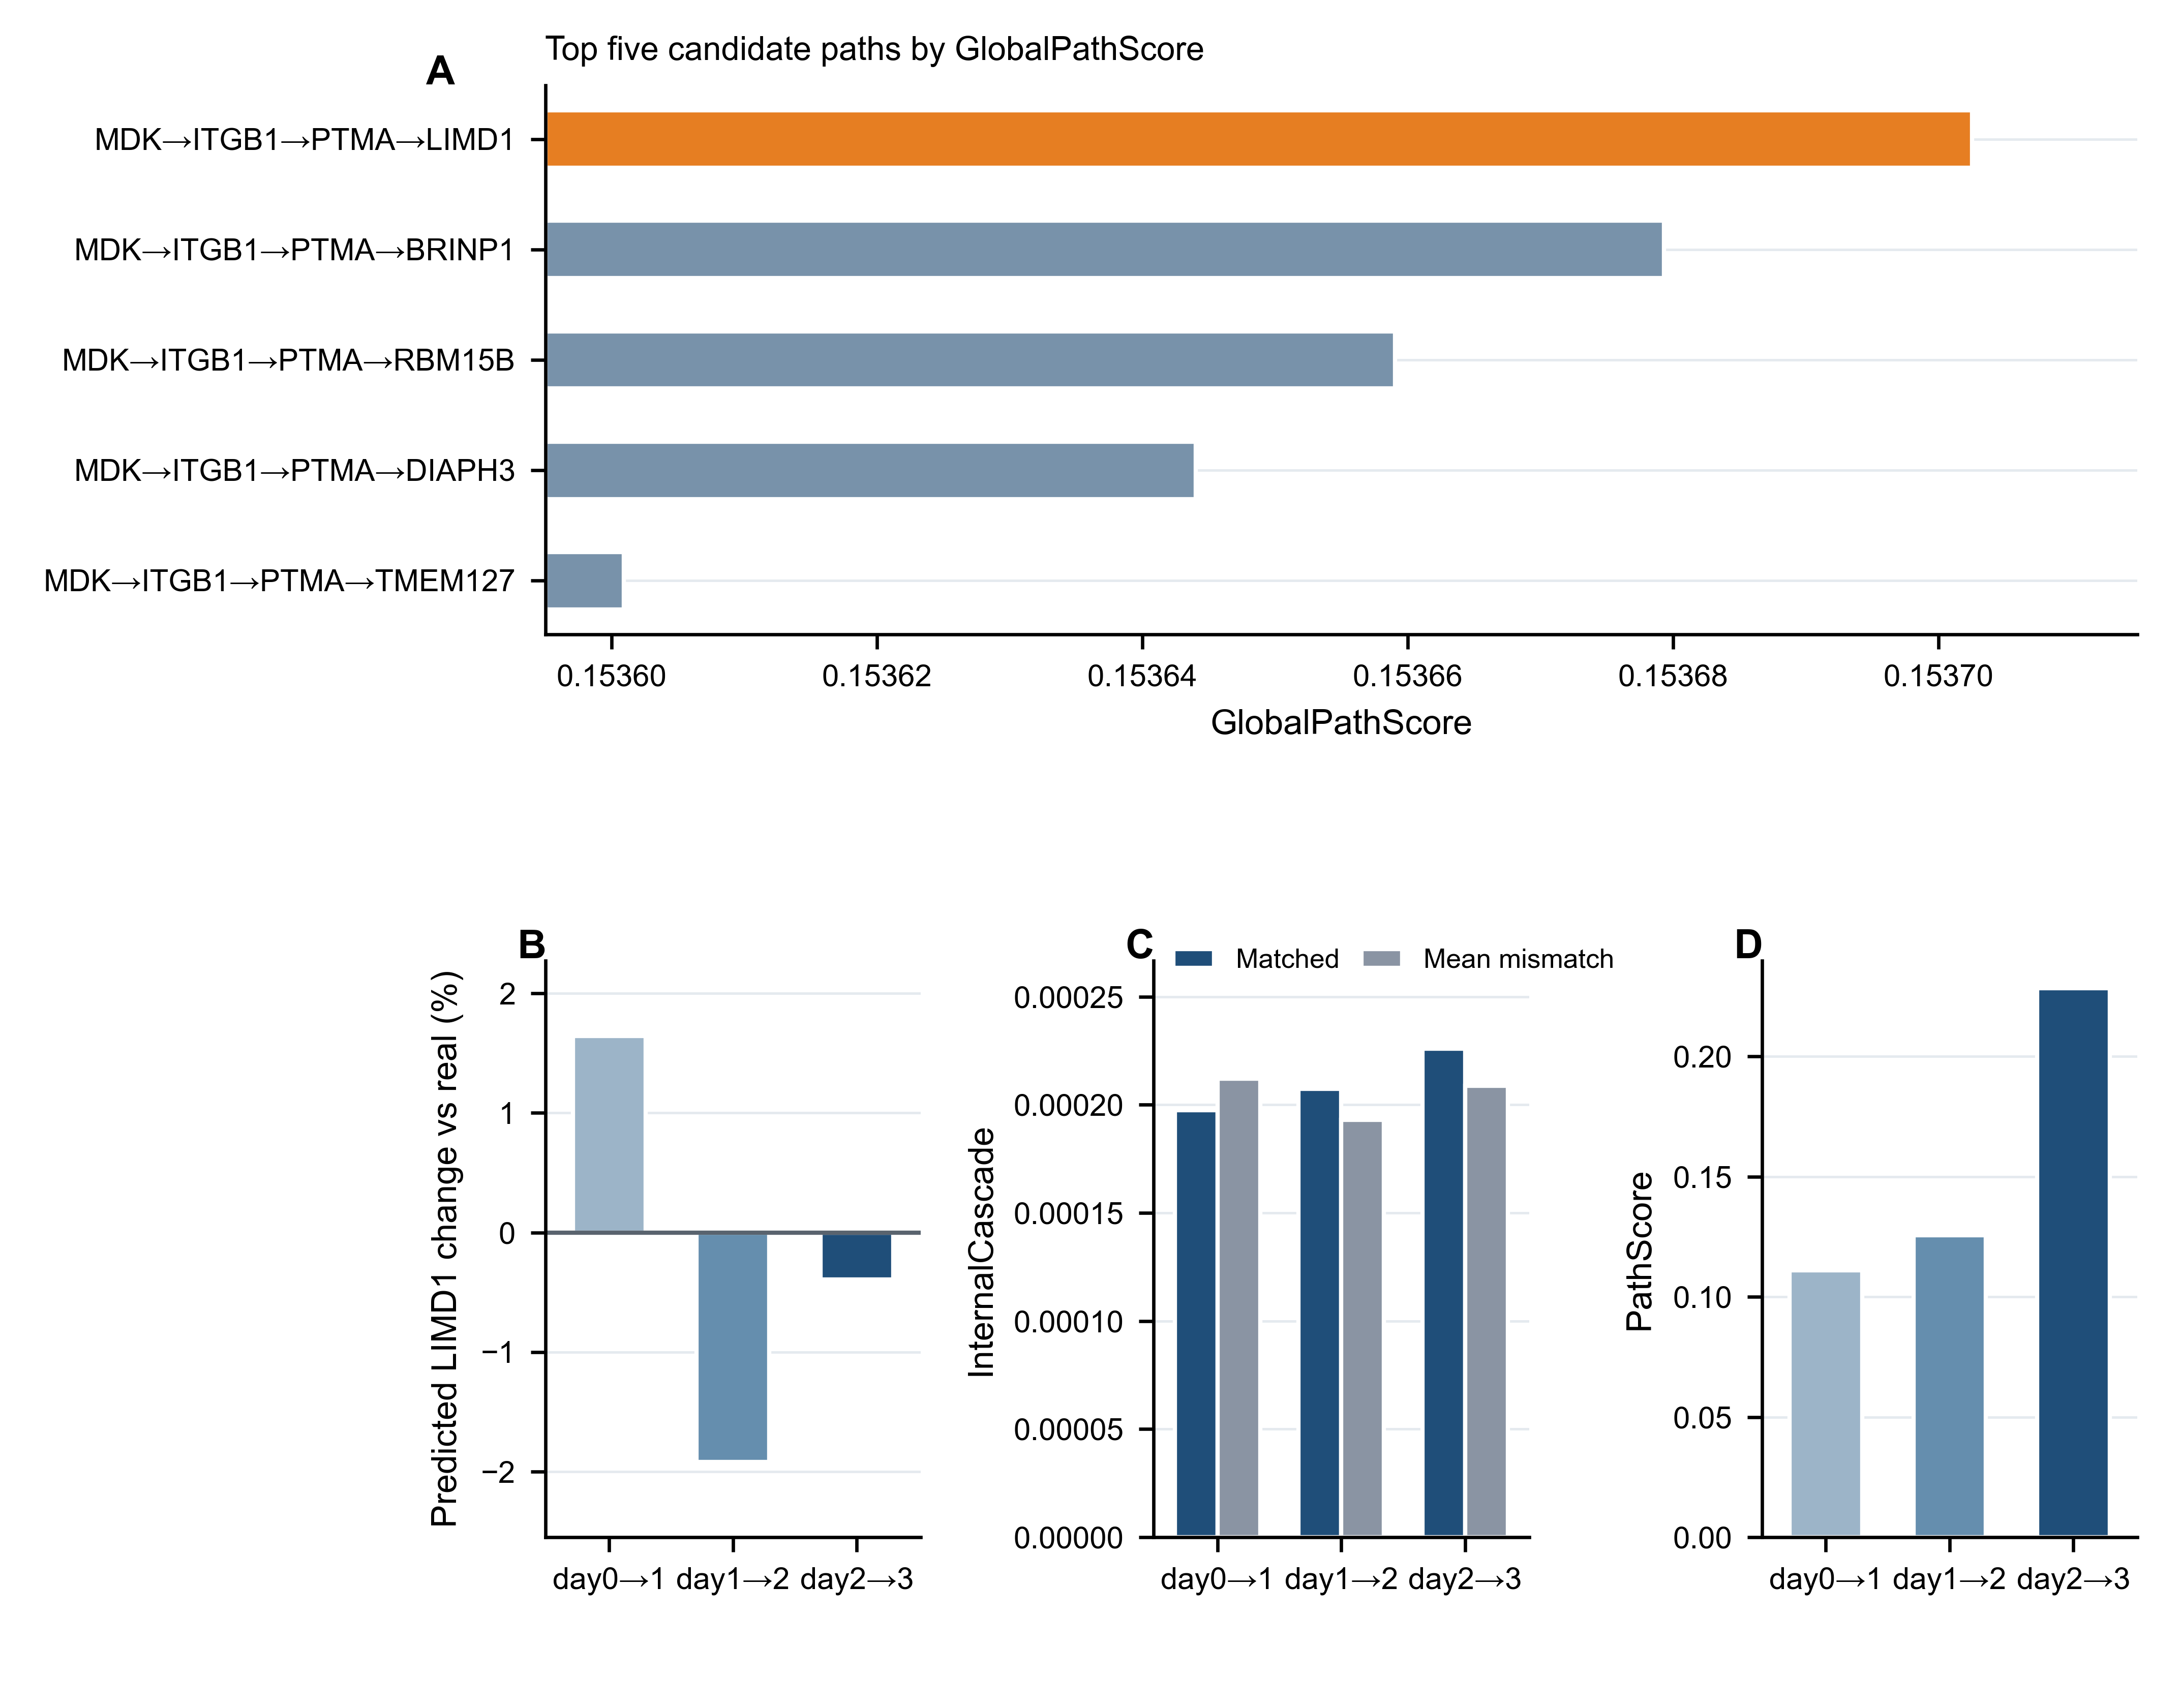 Top five candidate paths by GlobalPathScore
A
MDK→ITGB1→PTMA→LIMD1
MDK→ITGB1→PTMA→BRINP1
MDK→ITGB1→PTMA→RBM15B
MDK→ITGB1→PTMA→DIAPH3
MDK→ITGB1→PTMA→TMEM127
0.15360 0.15362 0.15364 0.15366 0.15368 0.15370
GlobalPathScore
B
Predicted LIMD1 change vs real (%)
2
1
0
−1
−2
day0→1 day1→2 day2→3
C
Matched Mean mismatch
InternalCascade
0.00025
0.00020
0.00015
0.00010
0.00005
0.00000
day0→1 day1→2 day2→3
D
PathScore
0.20
0.15
0.10
0.05
0.00
day0→1 day1→2 day2→3